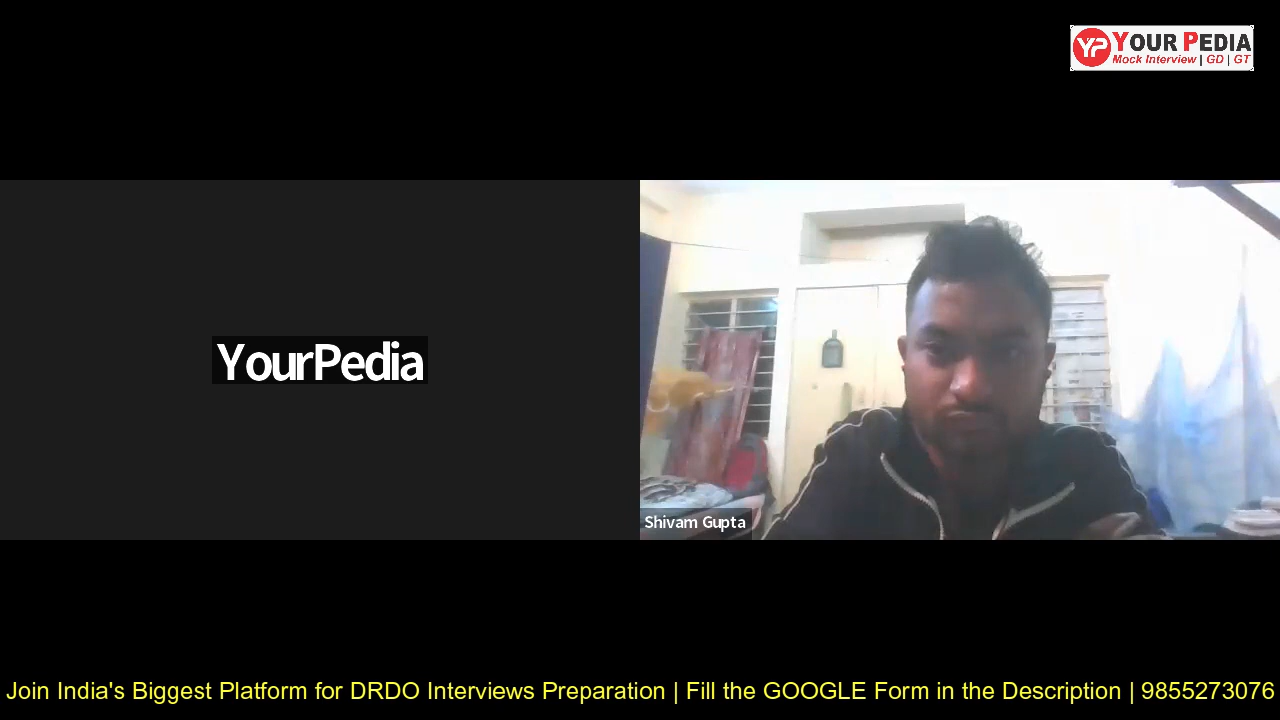 YP YOUR PEDIA
Mock Interview | GD | GT
YourPedia
Shivam Gupta
Join India's Biggest Platform for DRDO Interviews Preparation | Fill the GOOGLE Form in the Description | 9855273076